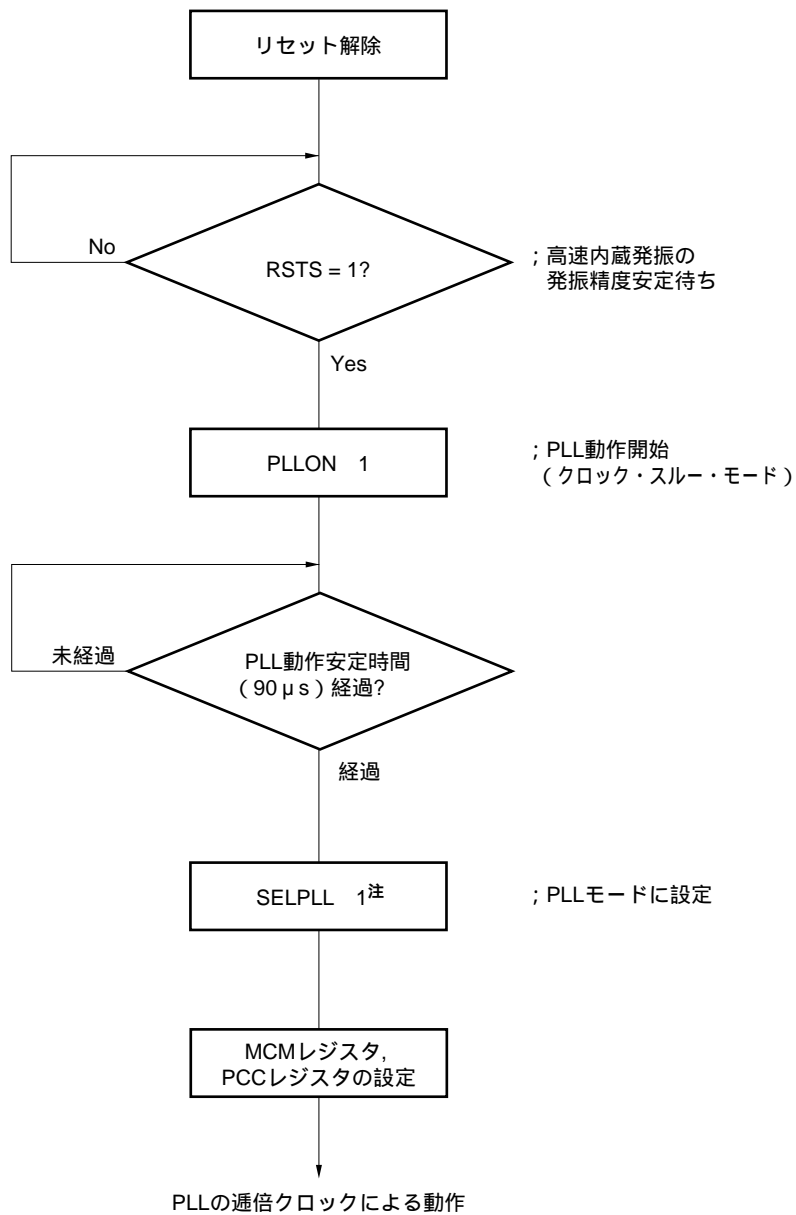 リセット解除
No
RSTS = 1?
；高速内蔵発振の
発振精度安定待ち
Yes
PLLON 1
；PLL動作開始
（クロック・スルー・モード）
未経過
PLL動作安定時間
（90 μs）経過?
経過
SELPLL 1注
；PLLモードに設定
MCMレジスタ,
PCCレジスタの設定
PLLの逓倍クロックによる動作